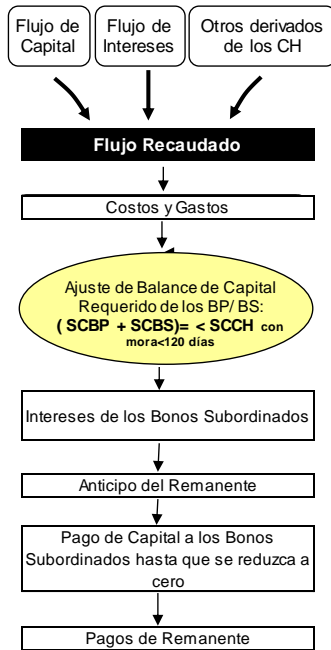 Flujo de
Capital
Flujo de
Intereses
Otros derivados
de los CH
Flujo Recaudado
Costos y Gastos
Ajuste de Balance de Capital
Requerido de los BP/ BS:
( SCBP + SCBS)= < SCCH con
mora<120 días
Intereses de los Bonos Subordinados
Anticipo del Remanente
Pago de Capital a los Bonos
Subordinados hasta que se reduzca a
cero
Pagos de Remanente